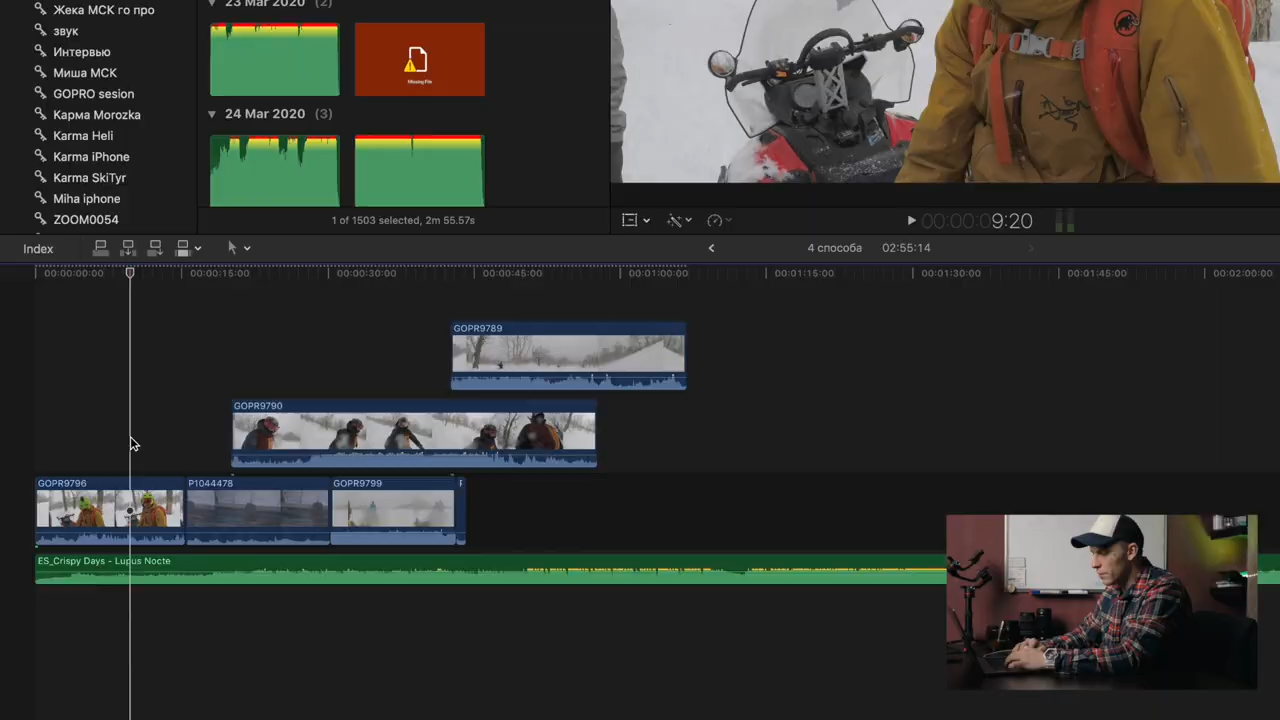 Жека МСК го про
звук
Интервью
Миша МСК
GOPRO sesion
Карма Morozka
Karma Heli
Karma iPhone
Karma SkiTyr
Miha iphone
ZOOM0054
23 Mar 2020 (2)
Missing File
24 Mar 2020 (3)
1 of 1503 selected, 2m 55.57s
00:00:00:09:20
Index
4 способа 02:55:14
00:00:00:00 00:00:15:00 00:00:30:00 00:00:45:00 00:01:00:00 00:01:15:00 00:01:30:00 00:01:45:00 00:02:00:00
GOPR9789
GOPR9790
GOPR9796 P1044478 GOPR9799
ES_Crispy Days - Lupus Nocte